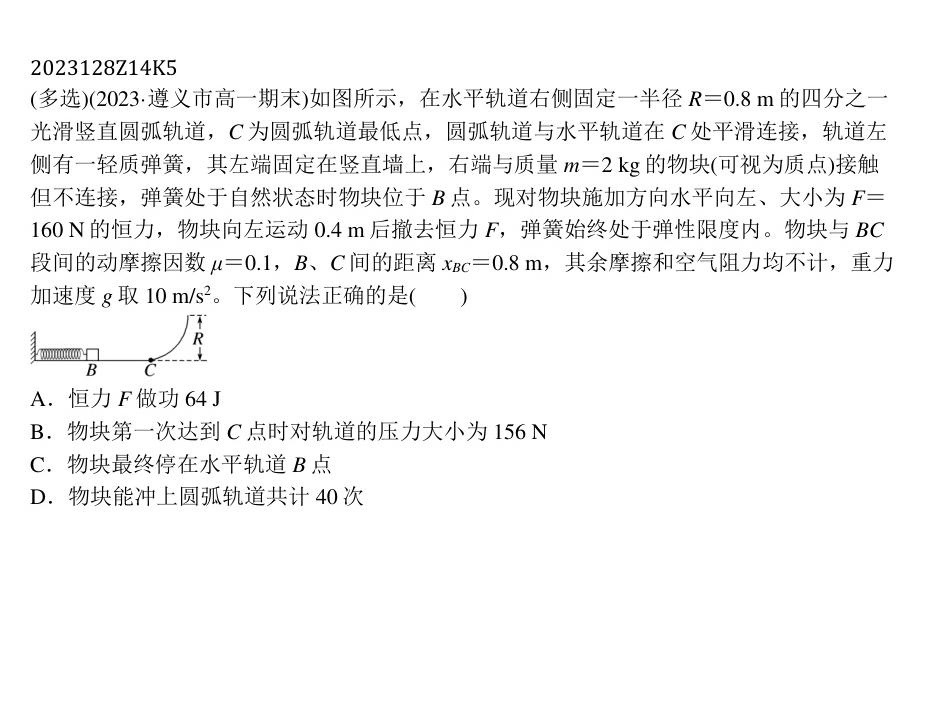 2023128Z14K5
(多选)(2023·遵义市高一期末)如图所示，在水平轨道右侧固定一半径 R＝0.8 m 的四分之一
光滑竖直圆弧轨道，C 为圆弧轨道最低点，圆弧轨道与水平轨道在 C 处平滑连接，轨道左
侧有一轻质弹簧，其左端固定在竖直墙上，右端与质量 m＝2 kg 的物块(可视为质点)接触
但不连接，弹簧处于自然状态时物块位于 B 点。现对物块施加方向水平向左、大小为 F＝
160 N 的恒力，物块向左运动 0.4 m 后撤去恒力 F，弹簧始终处于弹性限度内。物块与 BC
段间的动摩擦因数 μ＝0.1，B、C 间的距离 xBC＝0.8 m，其余摩擦和空气阻力均不计，重力
加速度 g 取 10 m/s²。下列说法正确的是(　　)
R
B C
A．恒力 F 做功 64 J
B．物块第一次达到 C 点时对轨道的压力大小为 156 N
C．物块最终停在水平轨道 B 点
D．物块能冲上圆弧轨道共计 40 次